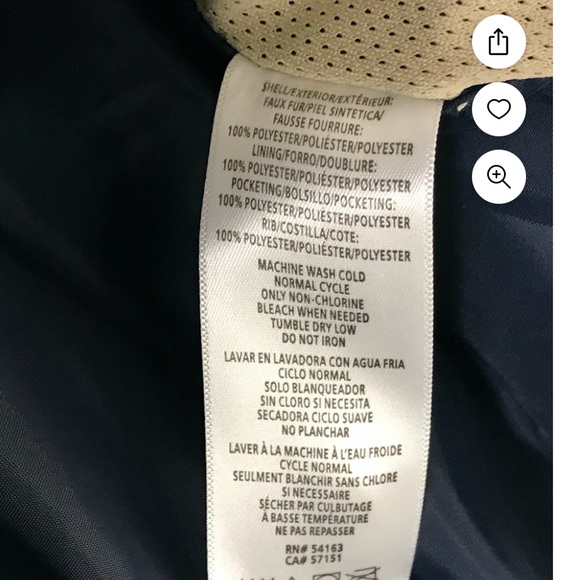 SHELL/EXTERIOR/EXTÉRIEUR:
FAUX FUR/PIEL SINTETICA/
FAUSSE FOURRURE:
100% POLYESTER/POLIÉSTER/POLYESTER
LINING/FORRO/DOUBLURE:
100% POLYESTER/POLIÉSTER/POLYESTER
POCKETING/BOLSILLO/POCKETING:
100% POLYESTER/POLIÉSTER/POLYESTER
RIB/COSTILLA/CÔTE:
100% POLYESTER/POLIÉSTER/POLYESTER
MACHINE WASH COLD
NORMAL CYCLE
ONLY NON-CHLORINE
BLEACH WHEN NEEDED
TUMBLE DRY LOW
DO NOT IRON
LAVAR EN LAVADORA CON AGUA FRIA
CICLO NORMAL
SOLO BLANQUEADOR
SIN CLORO SI NECESITA
SECADORA CICLO SUAVE
NO PLANCHAR
LAVER À LA MACHINE À L'EAU FROIDE
CYCLE NORMAL
SEULMENT BLANCHIR SANS CHLORE
SI NECESSAIRE
SÉCHER PAR CULBUTAGE
À BASSE TEMPÉRATURE
NE PAS REPASSER
RN# 54163
CA# 57151